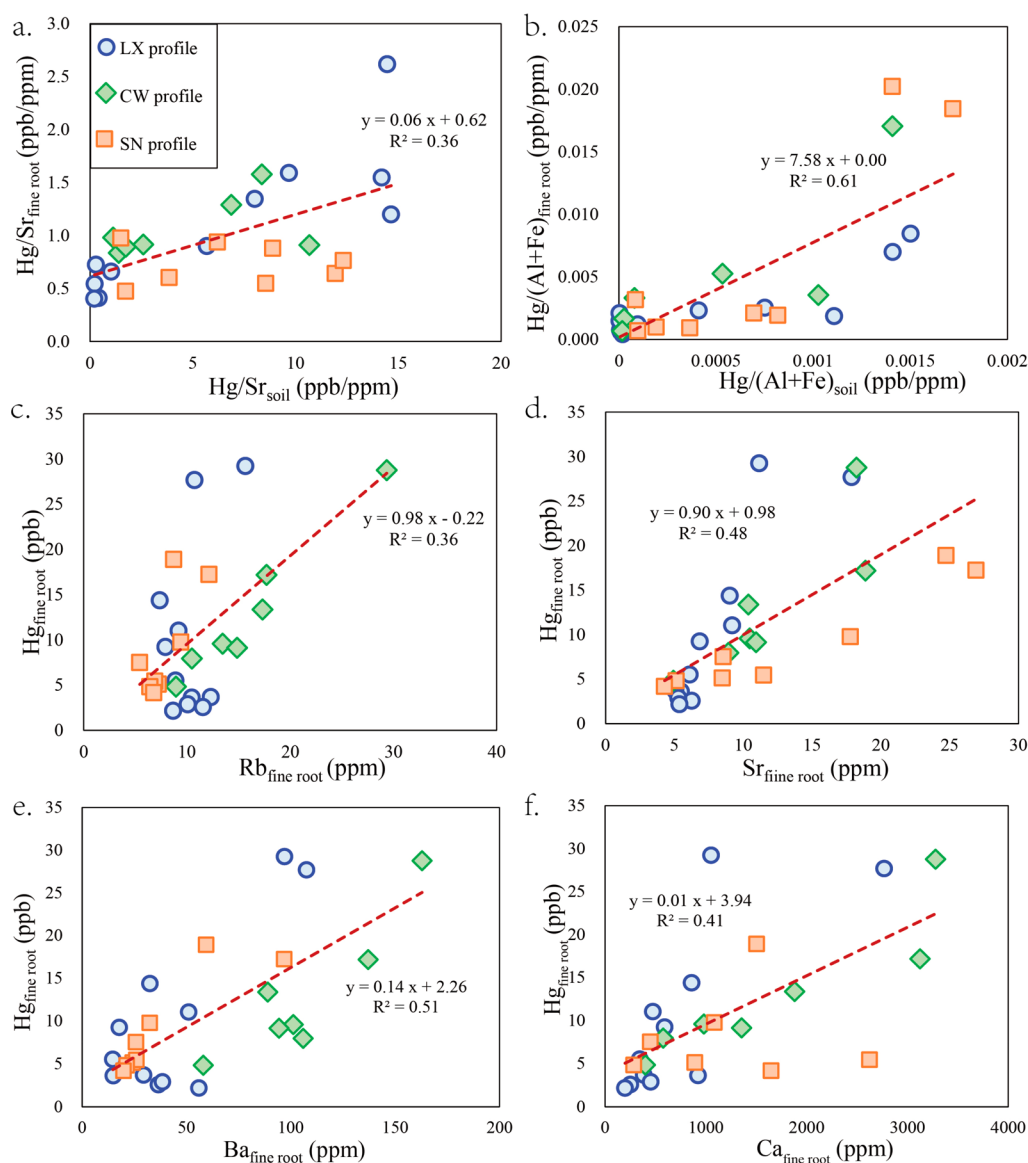 a.
3.0
2.5
2.0
1.5
1.0
0.5
0.0
0
5
10
15
20
LX profile
CW profile
SN profile
y = 0.06 x + 0.62
R² = 0.36
Hg/Sr fine root (ppb/ppm)
Hg/Sr soil (ppb/ppm)
b.
0.025
0.020
0.015
0.010
0.005
0.000
0
0.0005
0.001
0.0015
0.002
y = 7.58 x + 0.00
R² = 0.61
Hg/(Al+Fe) fine root (ppb/ppm)
Hg/(Al+Fe) soil (ppb/ppm)
c.
35
30
25
20
15
10
5
0
0
10
20
30
40
y = 0.98 x - 0.22
R² = 0.36
Hg fine root (ppb)
Rb fine root (ppm)
d.
35
30
25
20
15
10
5
0
0
5
10
15
20
25
30
y = 0.90 x + 0.98
R² = 0.48
Hg fine root (ppb)
Sr fiine root (ppm)
e.
35
30
25
20
15
10
5
0
0
50
100
150
200
y = 0.14 x + 2.26
R² = 0.51
Hg fine root (ppb)
Ba fine root (ppm)
f.
35
30
25
20
15
10
5
0
0
1000
2000
3000
4000
y = 0.01 x + 3.94
R² = 0.41
Hg fine root (ppb)
Ca fine root (ppm)